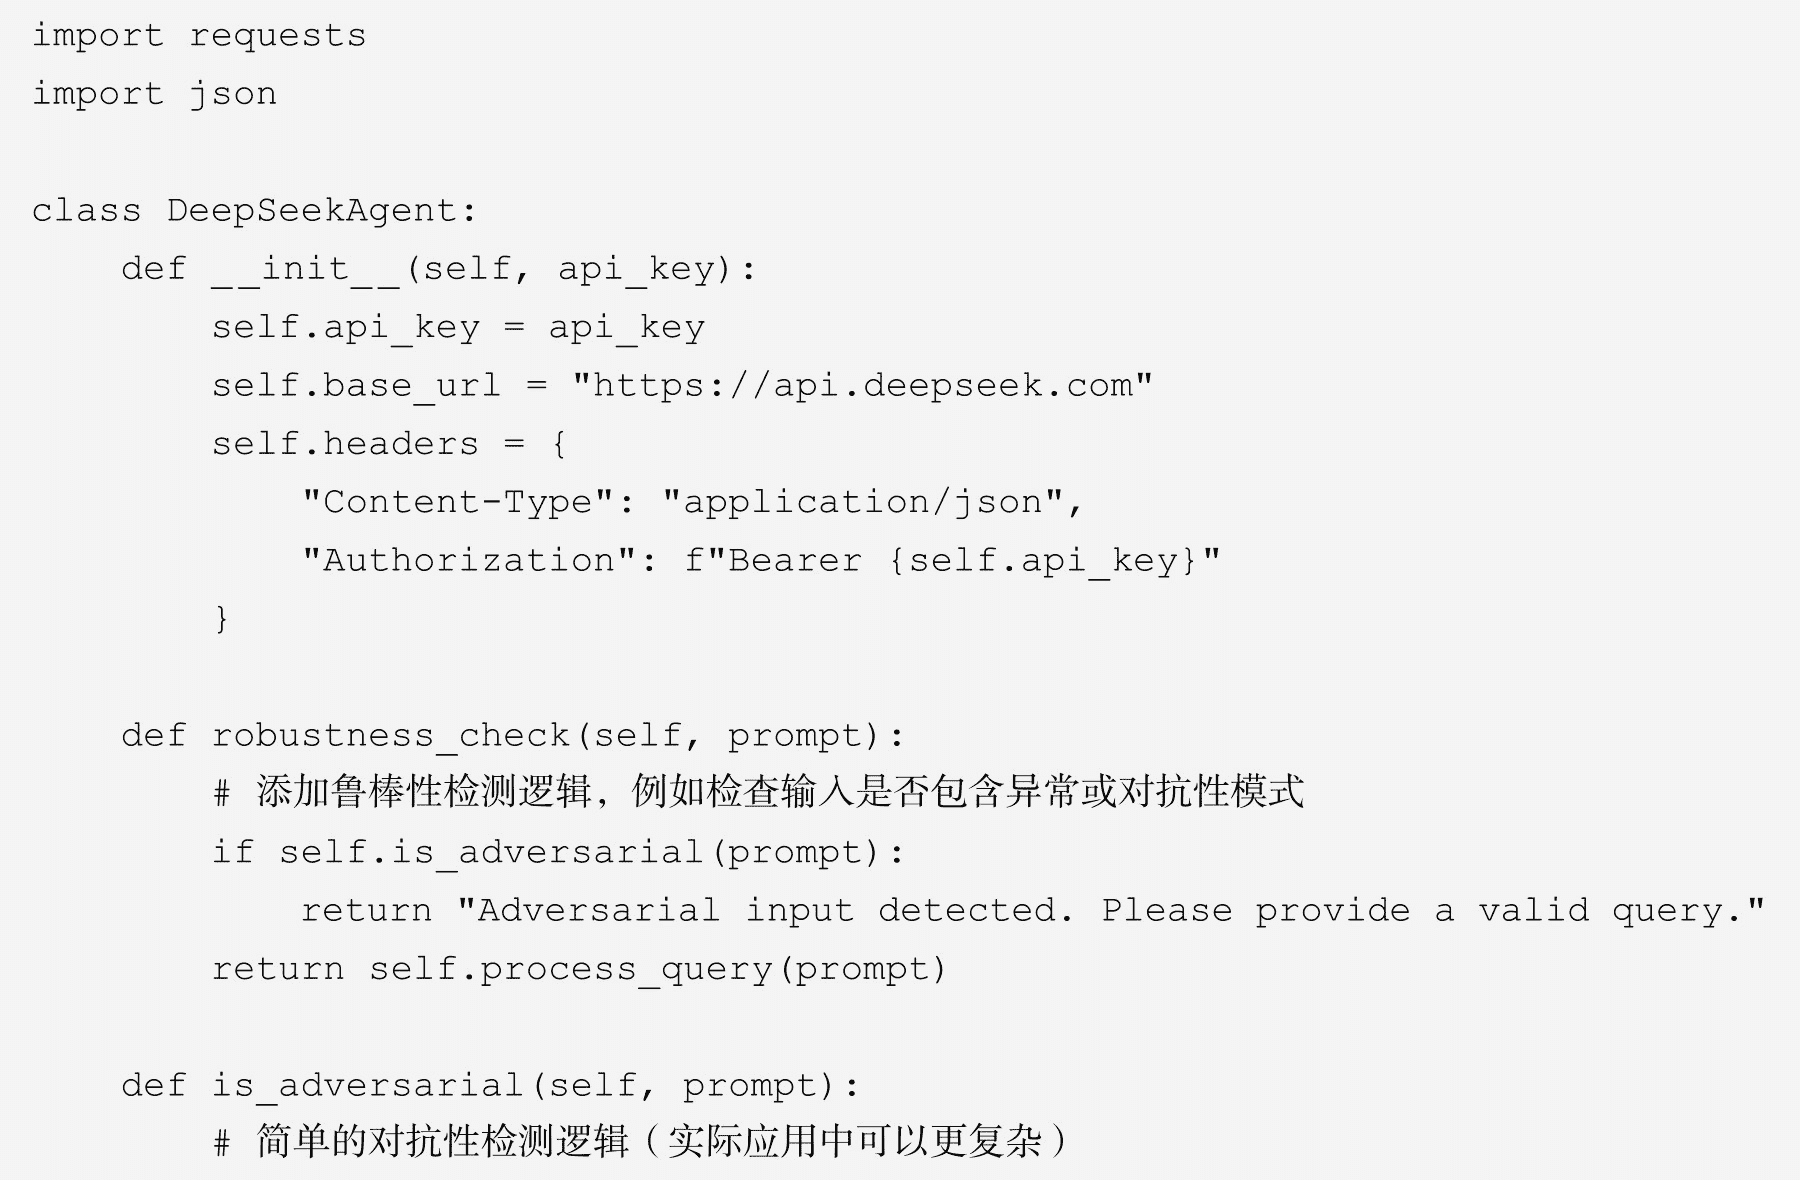 import requests
import json
class DeepSeekAgent:
    def __init__(self, api_key):
        self.api_key = api_key
        self.base_url = "https://api.deepseek.com"
        self.headers = {
            "Content-Type": "application/json",
            "Authorization": f"Bearer {self.api_key}"
        }
    def robustness_check(self, prompt):
        # 添加鲁棒性检测逻辑，例如检查输入是否包含异常或对抗性模式
        if self.is_adversarial(prompt):
            return "Adversarial input detected. Please provide a valid query."
        return self.process_query(prompt)
    def is_adversarial(self, prompt):
        # 简单的对抗性检测逻辑（实际应用中可以更复杂）